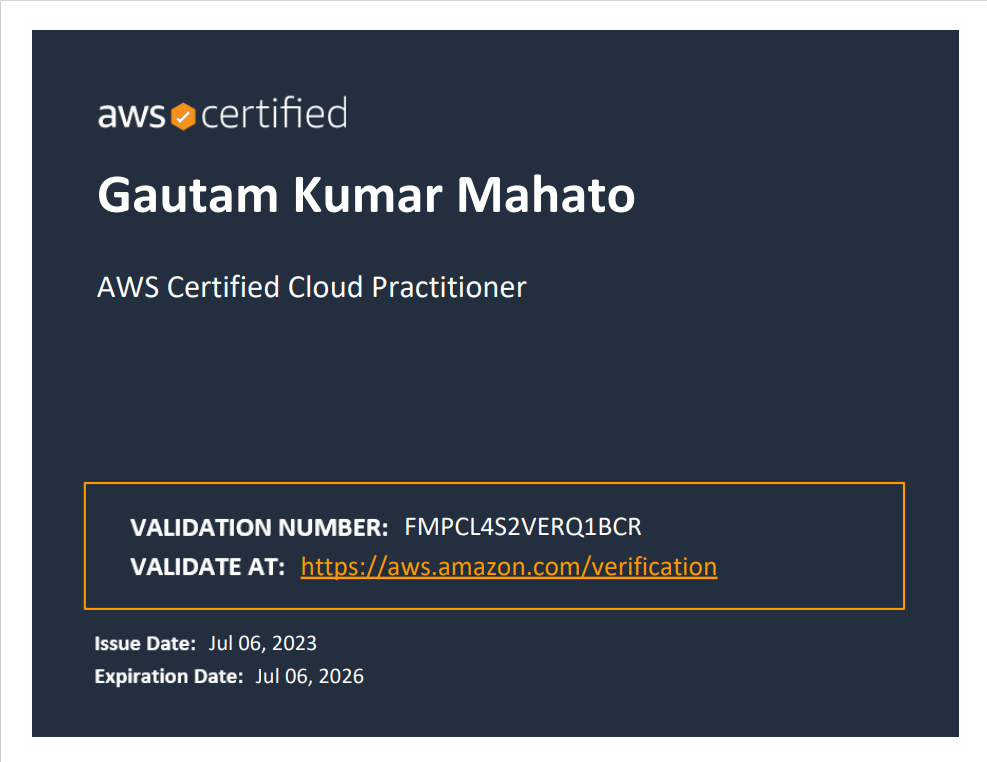 aws certified
Gautam Kumar Mahato
AWS Certified Cloud Practitioner
VALIDATION NUMBER: FMPCL4S2VERQ1BCR
VALIDATE AT: https://aws.amazon.com/verification
Issue Date: Jul 06, 2023
Expiration Date: Jul 06, 2026